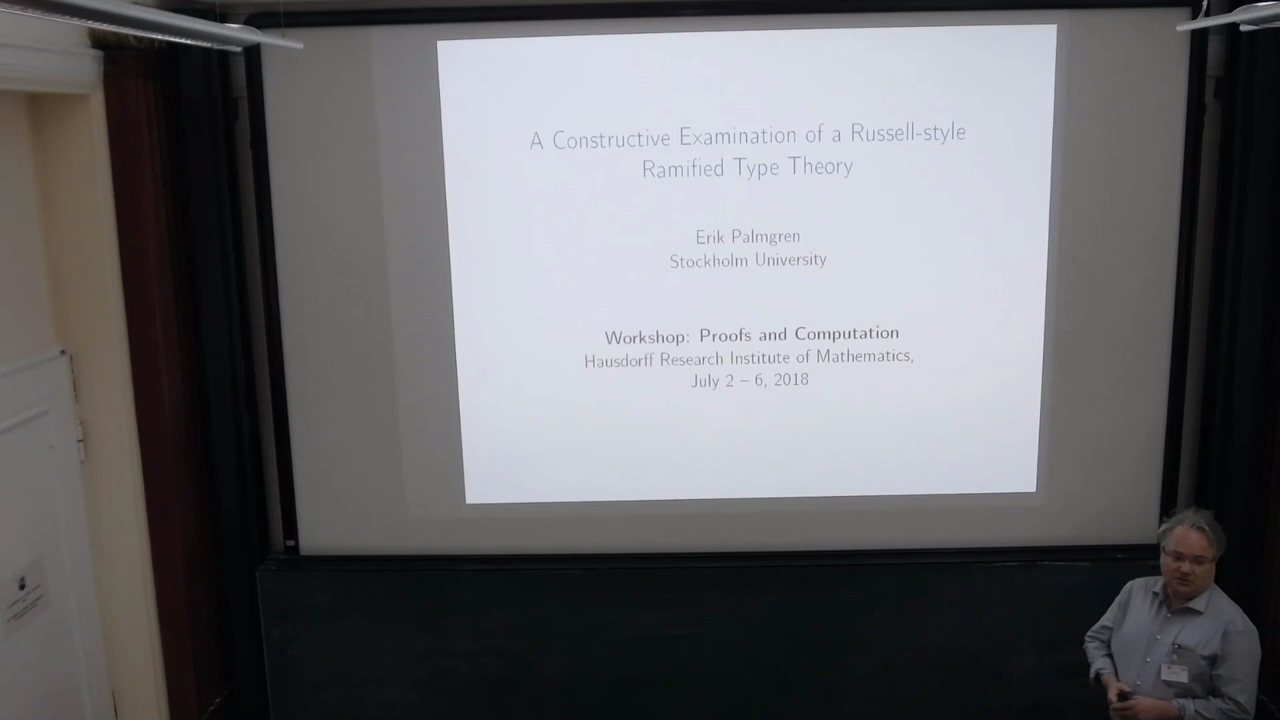 A Constructive Examination of a Russell-style
Ramified Type Theory
Erik Palmgren
Stockholm University
Workshop: Proofs and Computation
Hausdorff Research Institute of Mathematics,
July 2 – 6, 2018